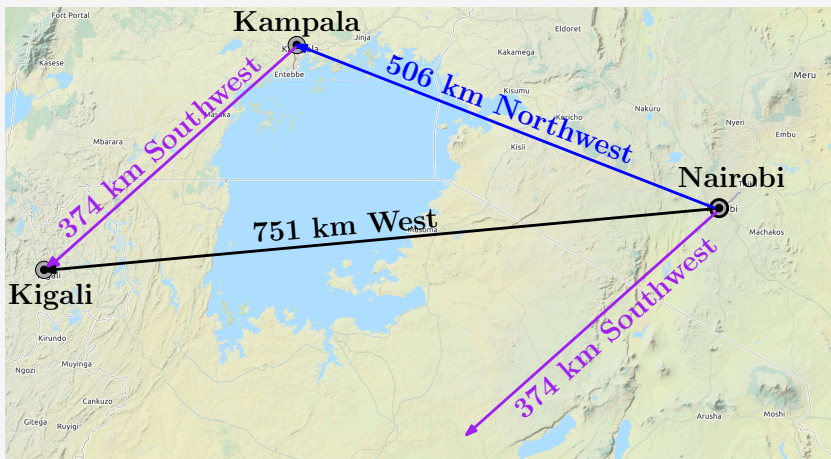 Fort Portal
Kampala
Jinja
Eldoret
Kakamega
Kasese
Entebbe
506 km Northwest
Kisumu
Meru
Nakuru
Kericho
374 km Southwest
Masaka
Mbarara
Nyeri
Embu
Kisii
Nairobi
751 km West
Musoma
Machakos
Kigali
374 km Southwest
Kirundo
Muyinga
Ngozi
Cankuzo
Gitega
Ruyigi
Arusha
Moshi